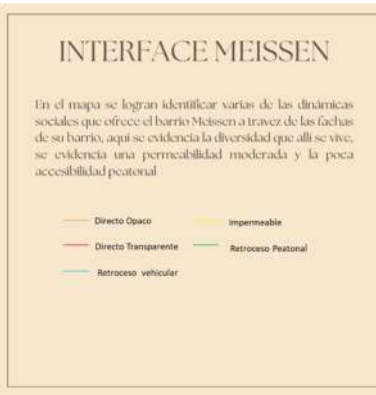 INTERFACE MEISSEN
En el mapa se logran identificar varias de las dinámicas
sociales que ofrece el barrio Meissen a travez de las fachas
de su barrio, aqui se evidencia la diversidad que alli se vive,
se evidencia una permeabilidad moderada y la poca
accesibilidad peatonal
Directo Opaco
Impermeable
Directo Transparente
Retroceso Peatonal
Retroceso vehicular